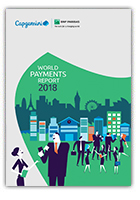 Capgemini
BNP PARIBAS
WORLD
PAYMENTS
REPORT
2018